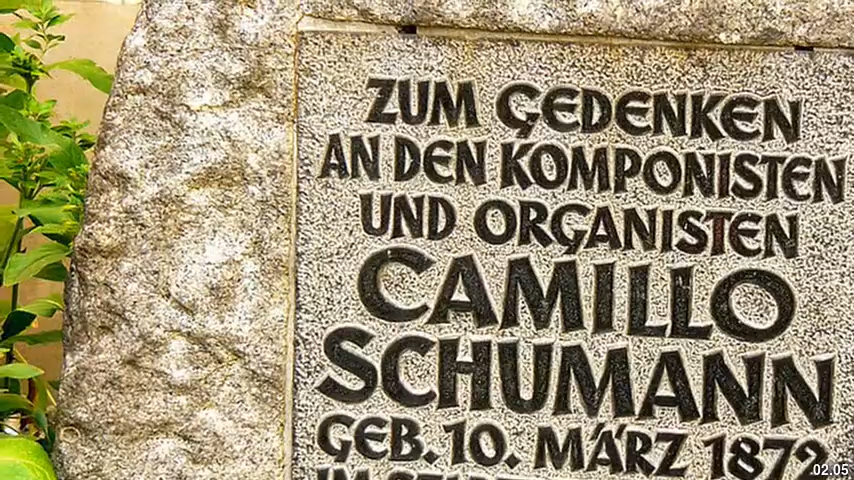 ZUM GEDENKEN
AN DEN KOMPONISTEN
UND ORGANISTEN
CAMILLO
SCHUMANN
GEB. 10. MÄRZ 1872
02.05